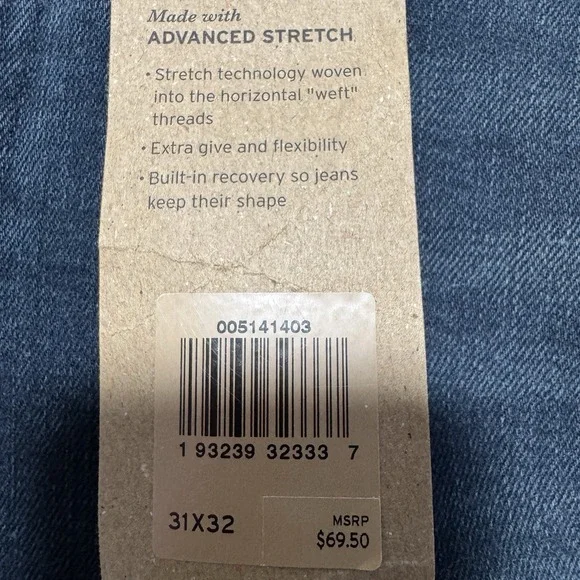 Made with
ADVANCED STRETCH
• Stretch technology woven
into the horizontal "weft"
threads
• Extra give and flexibility
• Built-in recovery so jeans
keep their shape
005141403
1 93239 32333 7
31X32
MSRP
$69.50